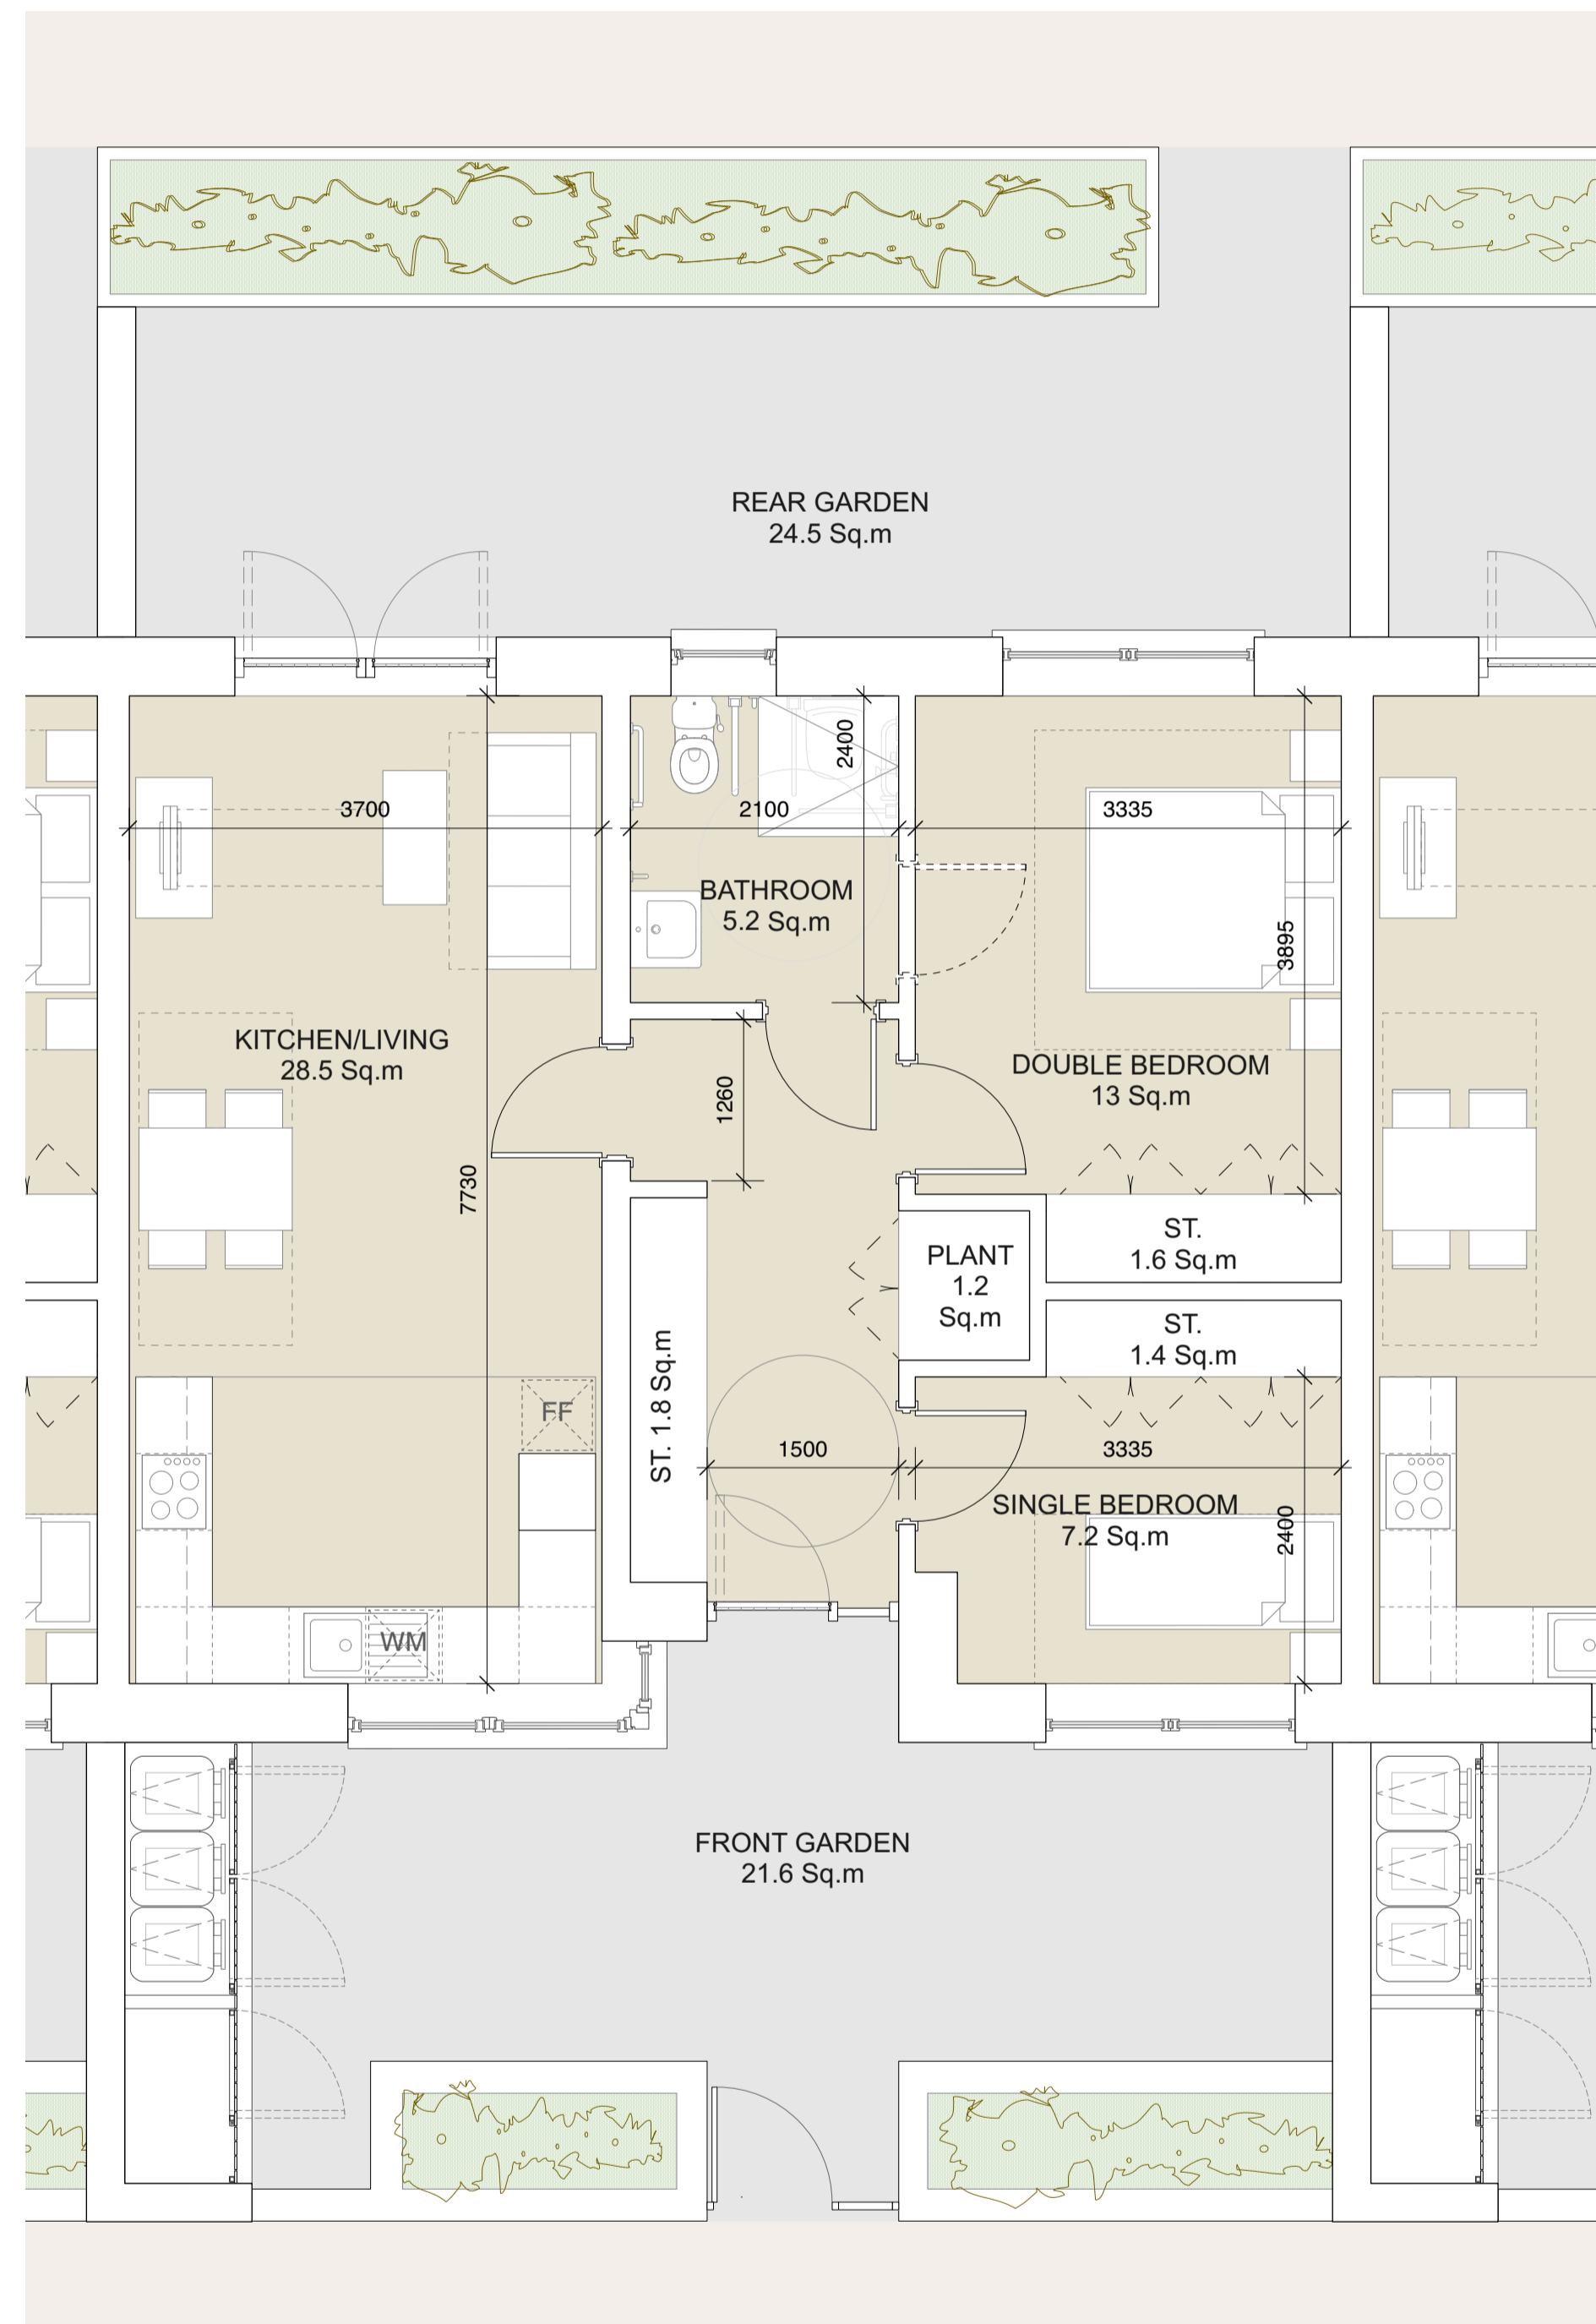 REAR GARDEN
24.5 Sq.m
2400
3700
2100
3335
BATHROOM
5.2 Sq.m
3895
KITCHEN/LIVING
28.5 Sq.m
DOUBLE BEDROOM
13 Sq.m
1260
7730
ST.
1.6 Sq.m
PLANT
1.2
Sq.m
ST.
1.4 Sq.m
ST. 1.8 Sq.m
FF
1500
3335
SINGLE BEDROOM
7.2 Sq.m
2400
WM
FRONT GARDEN
21.6 Sq.m